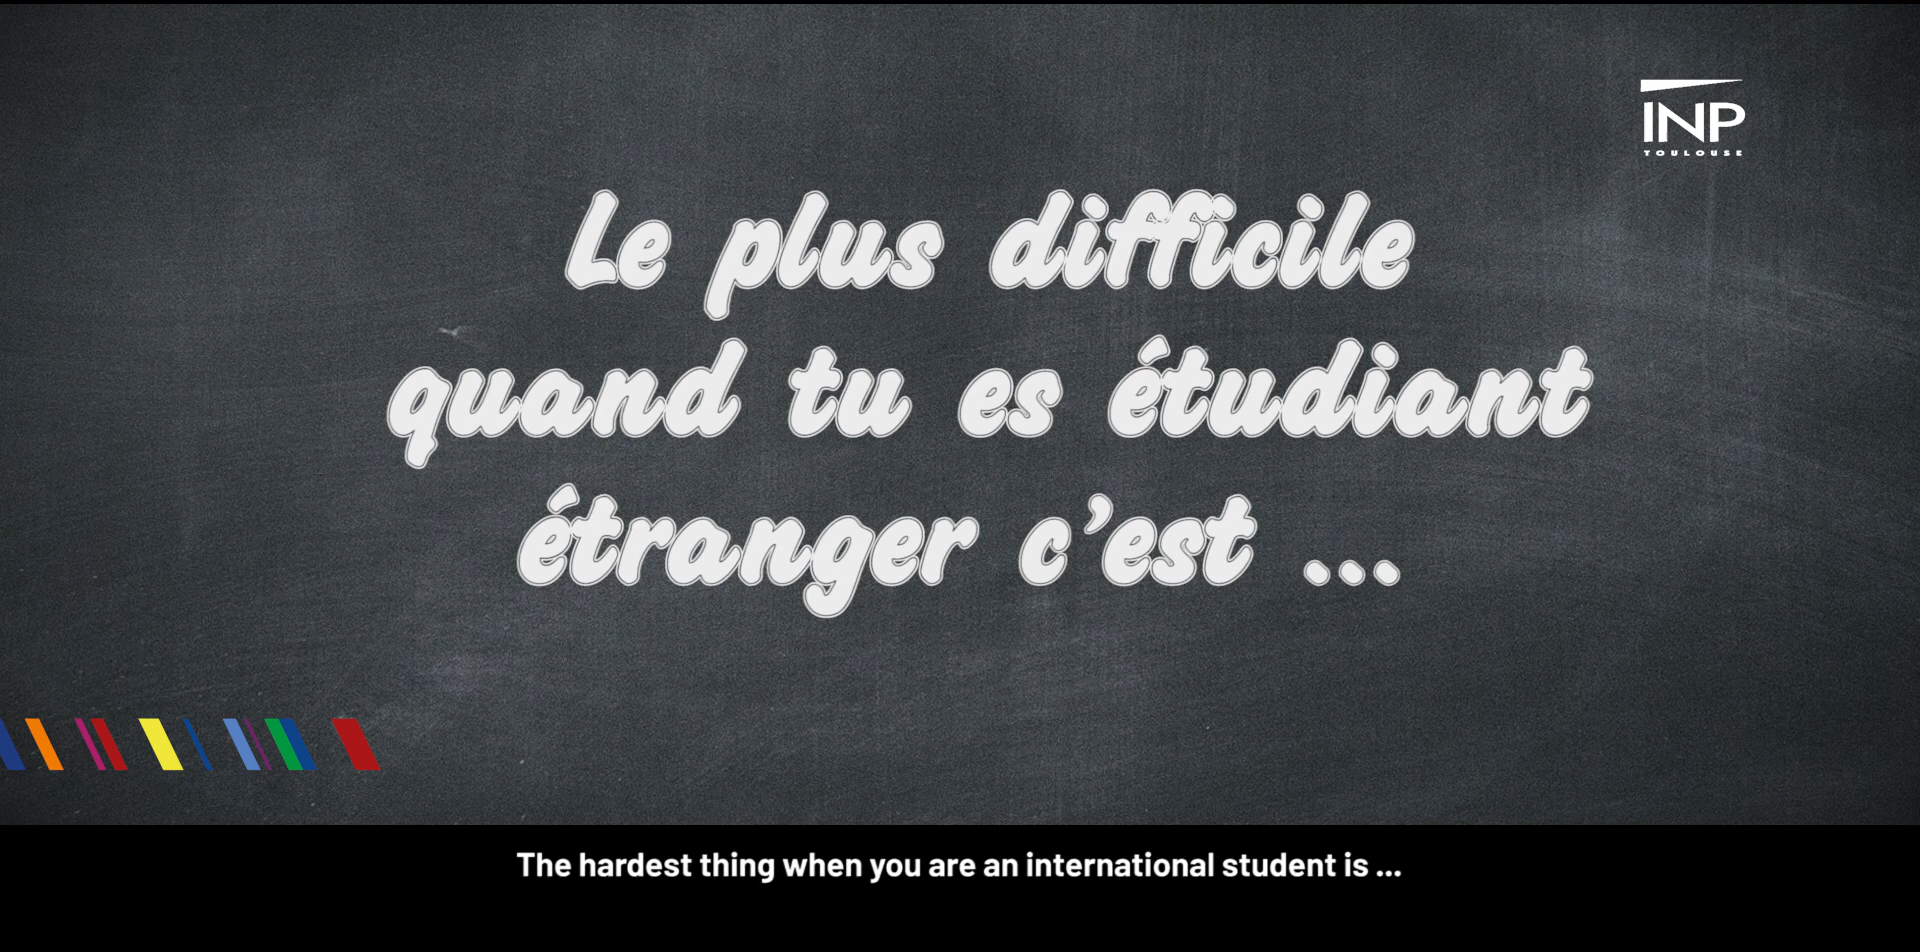 INP
TOULOUSE
Le plus difficile
quand tu es étudiant
étranger c'est ...
The hardest thing when you are an international student is ...